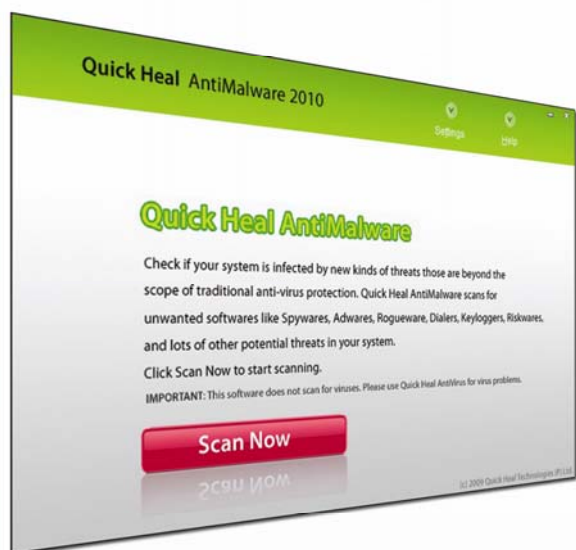 Quick Heal AntiMalware 2010
Settings
Help
Quick Heal AntiMalware
Check if your system is infected by new kinds of threats those are beyond the
scope of traditional anti-virus protection. Quick Heal AntiMalware scans for
unwanted softwares like Spywares, Adwares, Rogueware, Dialers, Keyloggers, Riskwares,
and lots of other potential threats in your system.
Click Scan Now to start scanning.
IMPORTANT: This software does not scan for viruses. Please use Quick Heal AntiVirus for virus problems.
Scan Now
(c) 2009 Quick Heal Technologies (P) Ltd.